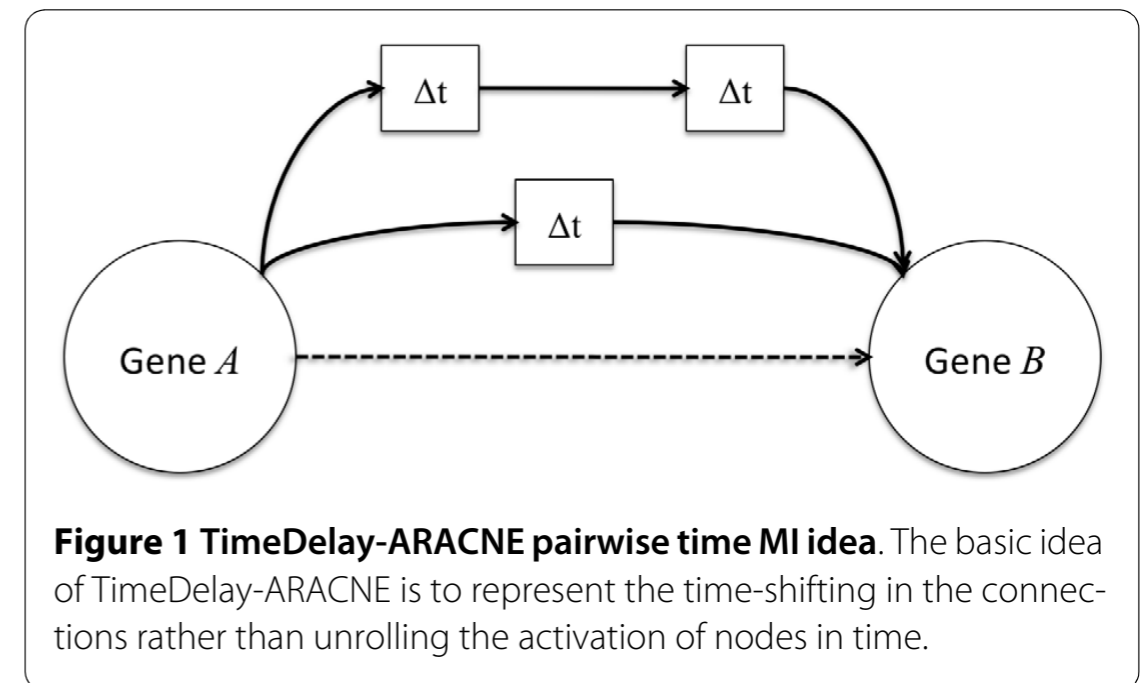 Δt
Δt
Δt
Gene A
Gene B
Figure 1 TimeDelay-ARACNE pairwise time MI idea. The basic idea
of TimeDelay-ARACNE is to represent the time-shifting in the connec-
tions rather than unrolling the activation of nodes in time.